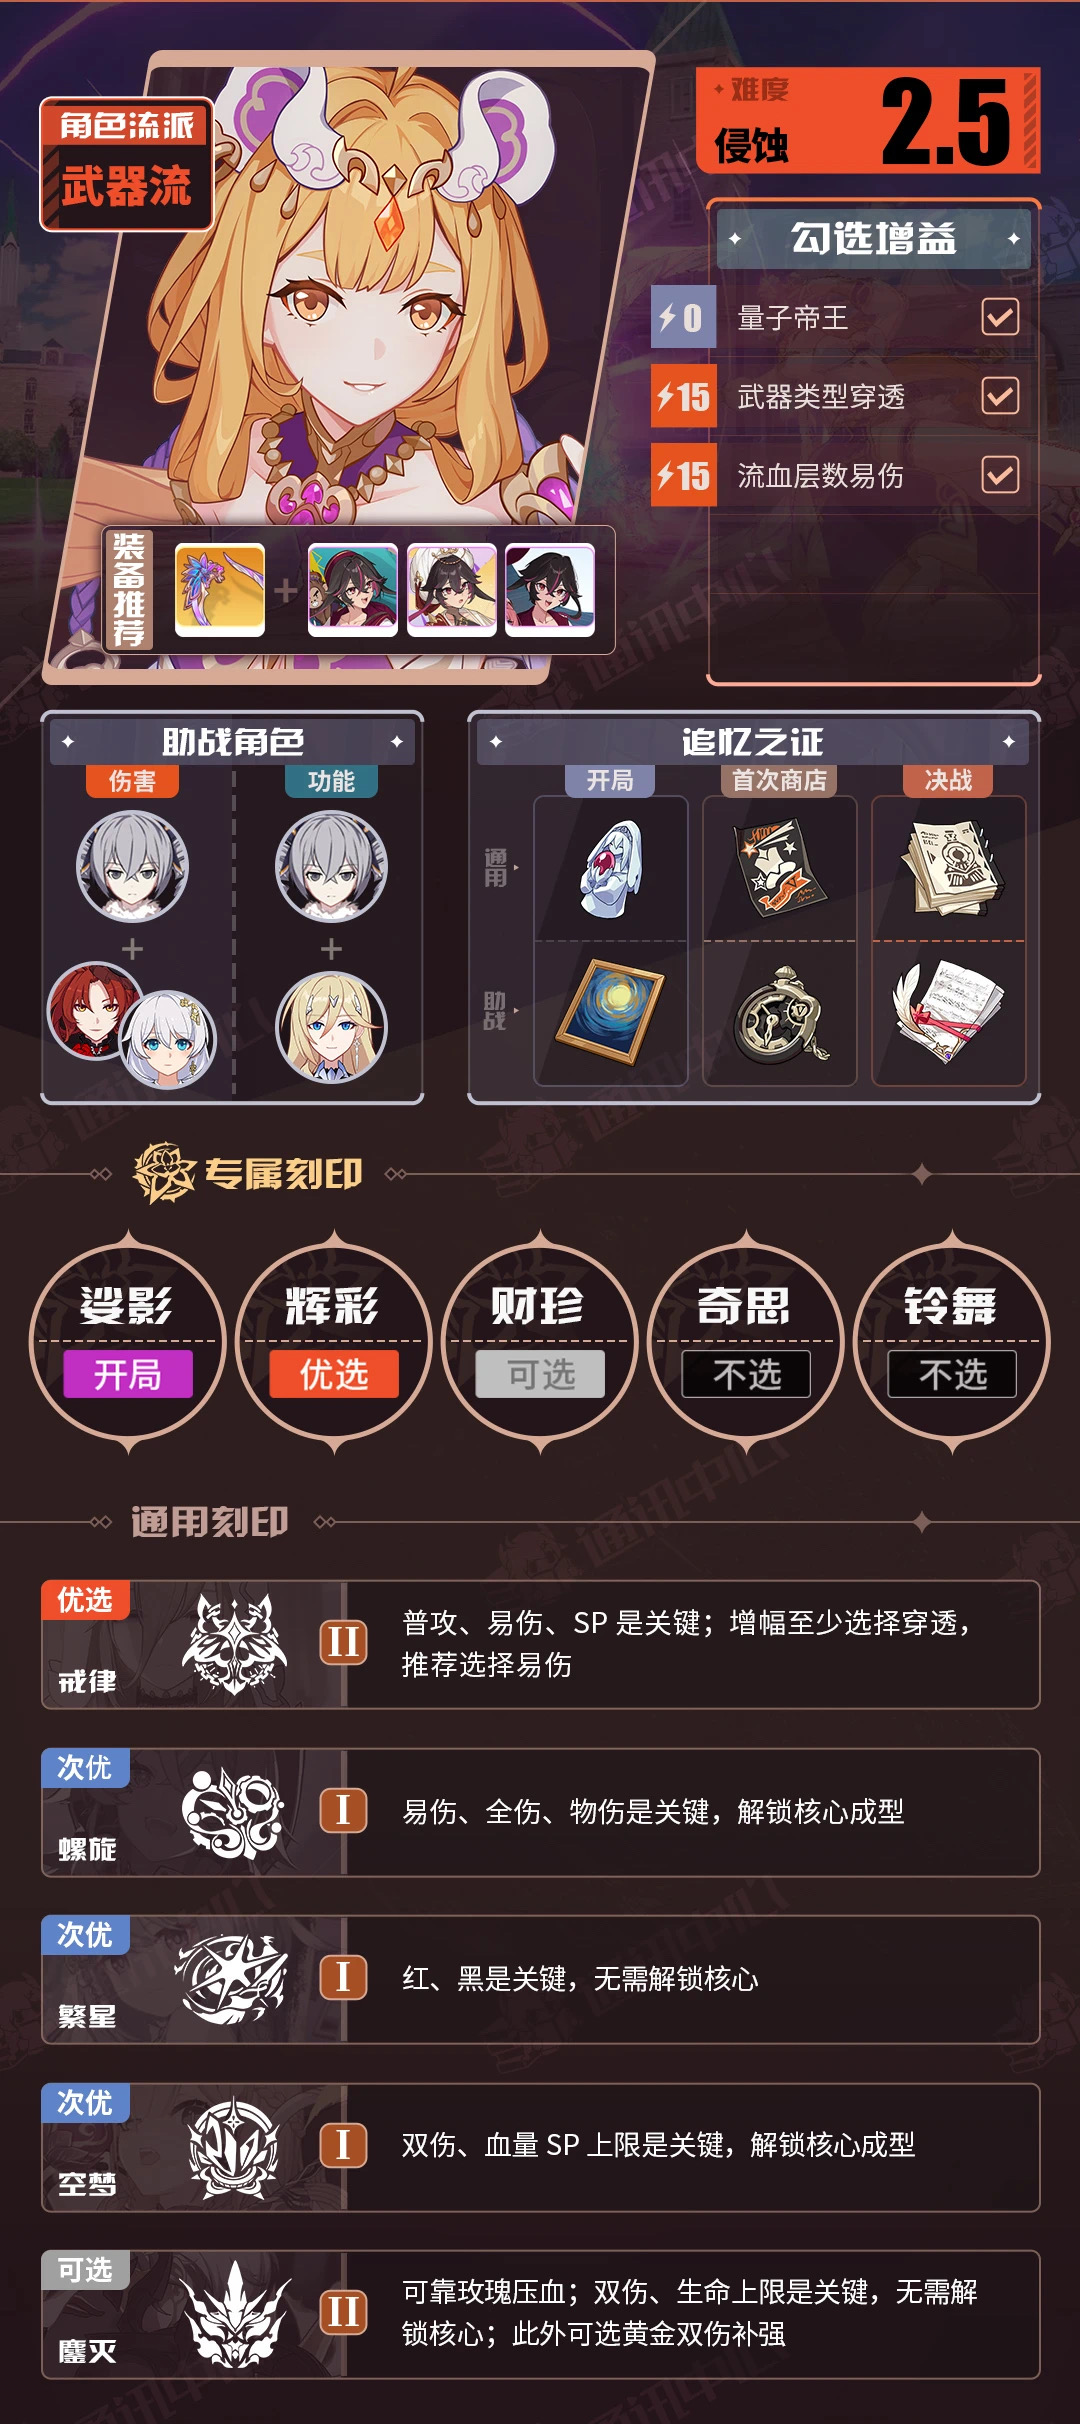 角色流派
武器流
难度
侵蚀
2.5
勾选增益
0 量子帝王
15 武器类型穿透
15 流血层数易伤
装备推荐
助战角色
伤害 功能
追忆之证
开局 首次商店 决战
通用
助战
专属刻印
娑影 辉彩 财珍 奇思 铃舞
开局 优选 可选 不选 不选
通用刻印
优选
戒律
II
普攻、易伤、SP 是关键；增幅至少选择穿透，
推荐选择易伤
次优
螺旋
I
易伤、全伤、物伤是关键，解锁核心成型
次优
繁星
I
红、黑是关键，无需解锁核心
次优
空梦
I
双伤、血量 SP 上限是关键，解锁核心成型
可选
鏖灭
II
可靠玫瑰压血；双伤、生命上限是关键，无需解
锁核心；此外可选黄金双伤补强
通讯中心